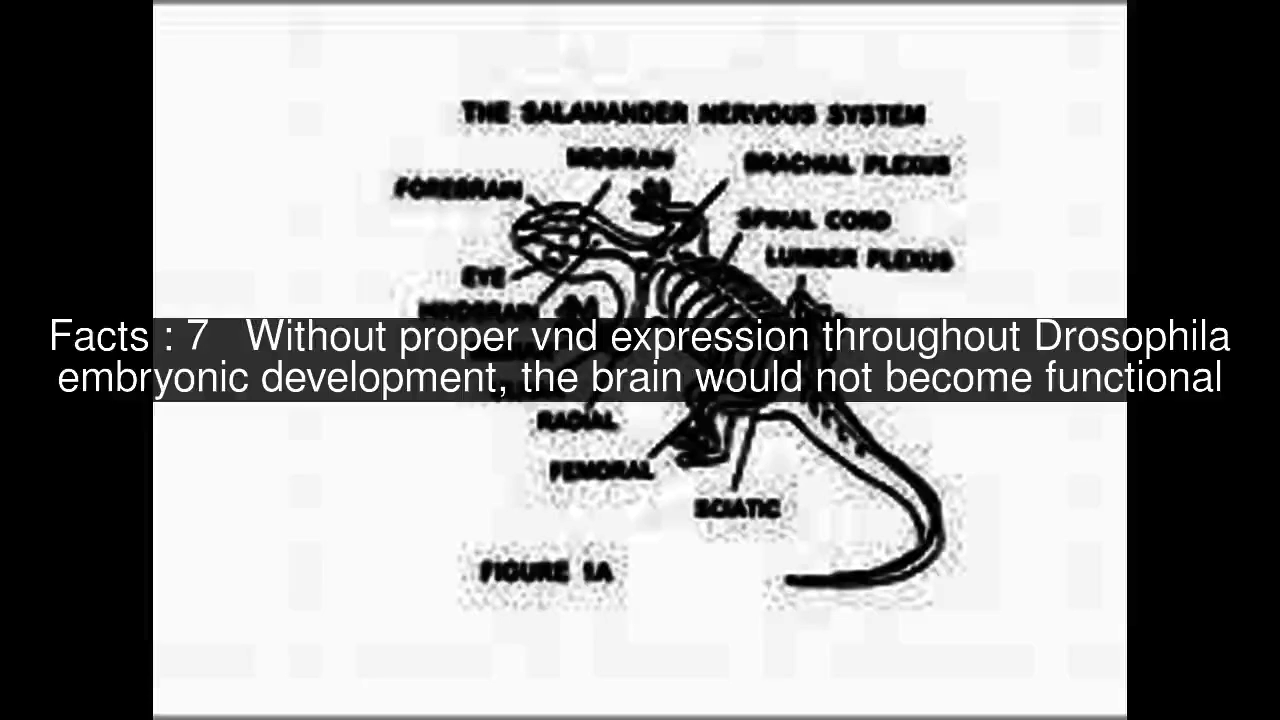 THE SALAMANDER NERVOUS SYSTEM
MIDBRAIN
BRACHIAL PLEXUS
FOREBRAIN
SPINAL CORD
LUMBER PLEXUS
EYE
HINDBRAIN
Facts : 7 Without proper vnd expression throughout Drosophila
embryonic development, the brain would not become functional
RADIAL
FEMORAL
SCIATIC
FIGURE 1A